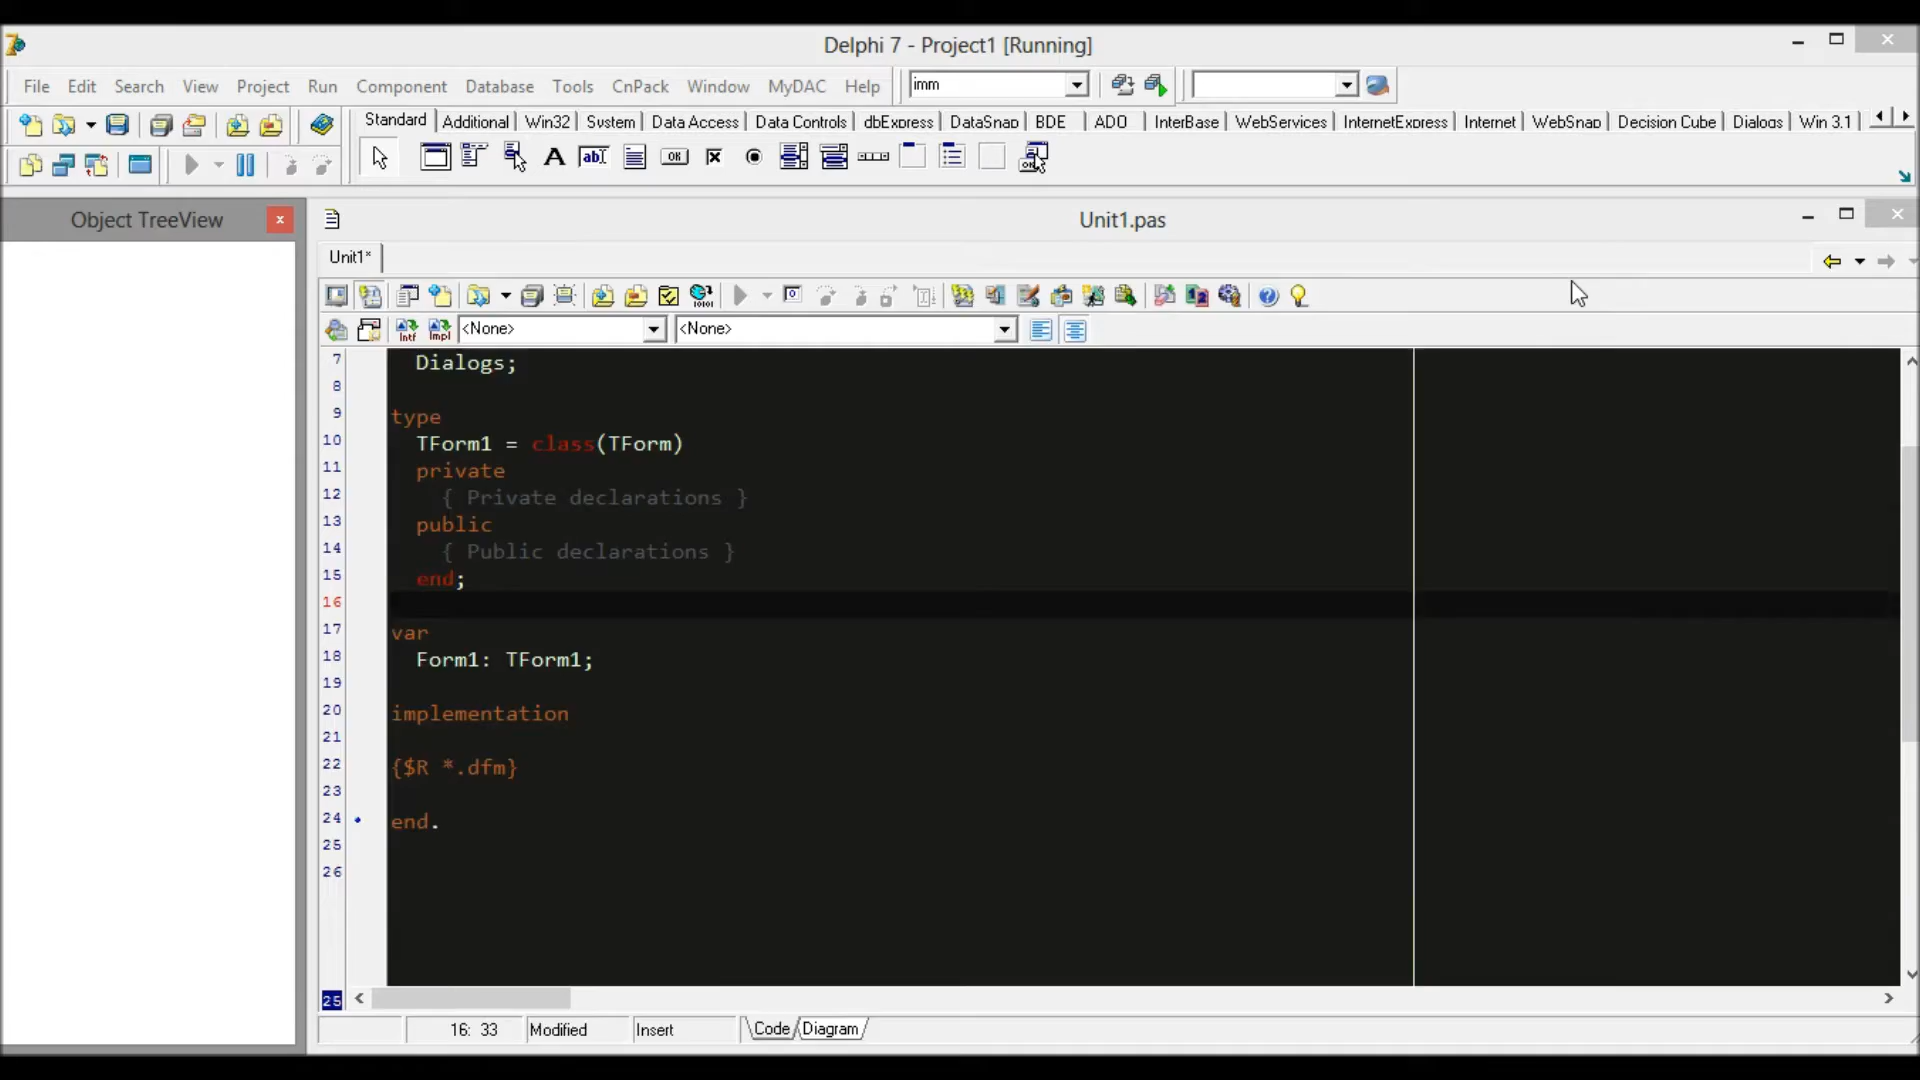 Delphi 7 - Project1 [Running]
File Edit Search View Project Run Component Database Tools CnPack Window MyDAC Help imm
Standard Additional Win32 System Data Access Data Controls dbExpress DataSnap BDE ADO InterBase WebServices InternetExpress Internet WebSnap Decision Cube Dialogs Win 3.1
Object TreeView
Unit1.pas
Unit1*
Intf Impl <None> <None>
7 Dialogs;
8
9 type
10 TForm1 = class(TForm)
11 private
12 { Private declarations }
13 public
14 { Public declarations }
15 end;
16
17 var
18 Form1: TForm1;
19
20 implementation
21
22 {$R *.dfm}
23
24 end.
25
26
25
16: 33 Modified Insert Code Diagram